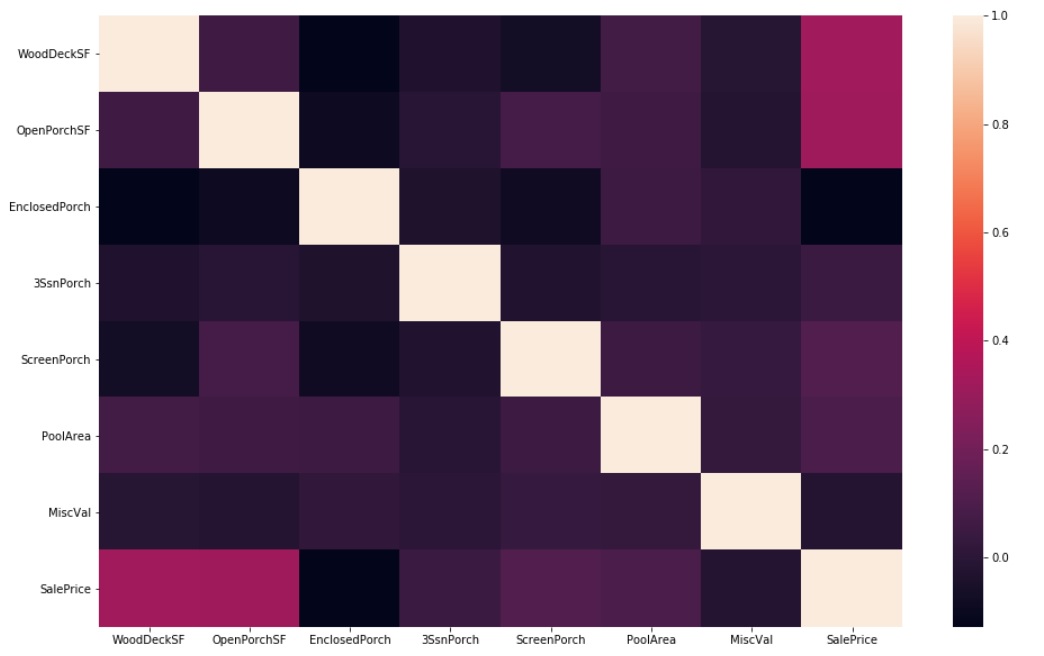 WoodDeckSF
OpenPorchSF
EnclosedPorch
3SsnPorch
ScreenPorch
PoolArea
MiscVal
SalePrice
WoodDeckSF OpenPorchSF EnclosedPorch 3SsnPorch ScreenPorch PoolArea MiscVal SalePrice
1.0
0.8
0.6
0.4
0.2
0.0